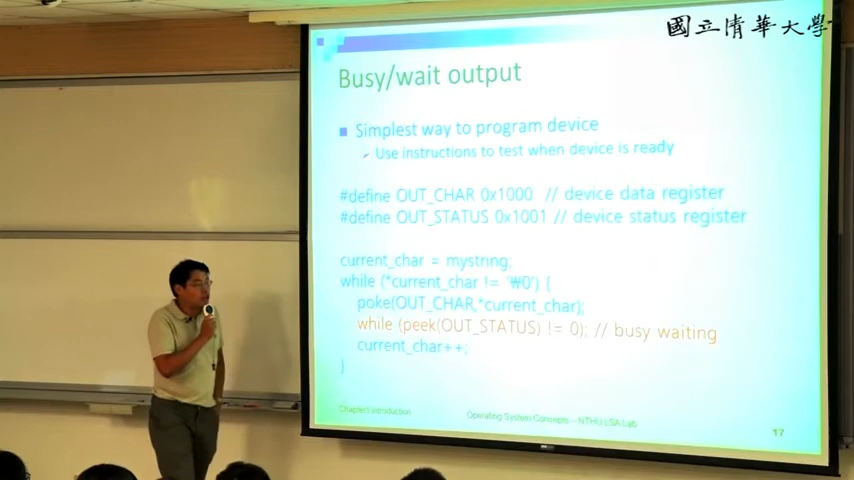 國立清華大學
Busy/wait output
Simplest way to program device
Use instructions to test when device is ready
#define OUT_CHAR 0x1000 // device data register
#define OUT_STATUS 0x1001 // device status register
current_char = mystring;
while (*current_char != '₩0') {
poke(OUT_CHAR,*current_char);
while (peek(OUT_STATUS) != 0); // busy waiting
current_char++;
}
Chapter1 Introduction
Operating System Concepts – NTHU LSA Lab
17